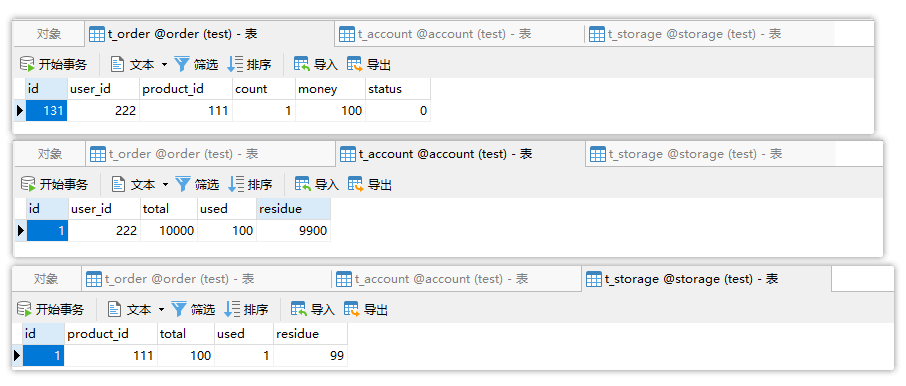 对象 t_order @order (test) - 表 t_account @account (test) - 表 t_storage @storage (test) - 表
开始事务 文本 筛选 排序 导入 导出
id user_id product_id count money status
131 222 111 1 100 0
对象 t_order @order (test) - 表 t_account @account (test) - 表 t_storage @storage (test) - 表
开始事务 文本 筛选 排序 导入 导出
id user_id total used residue
1 222 10000 100 9900
对象 t_order @order (test) - 表 t_account @account (test) - 表 t_storage @storage (test) - 表
开始事务 文本 筛选 排序 导入 导出
id product_id total used residue
1 111 100 1 99